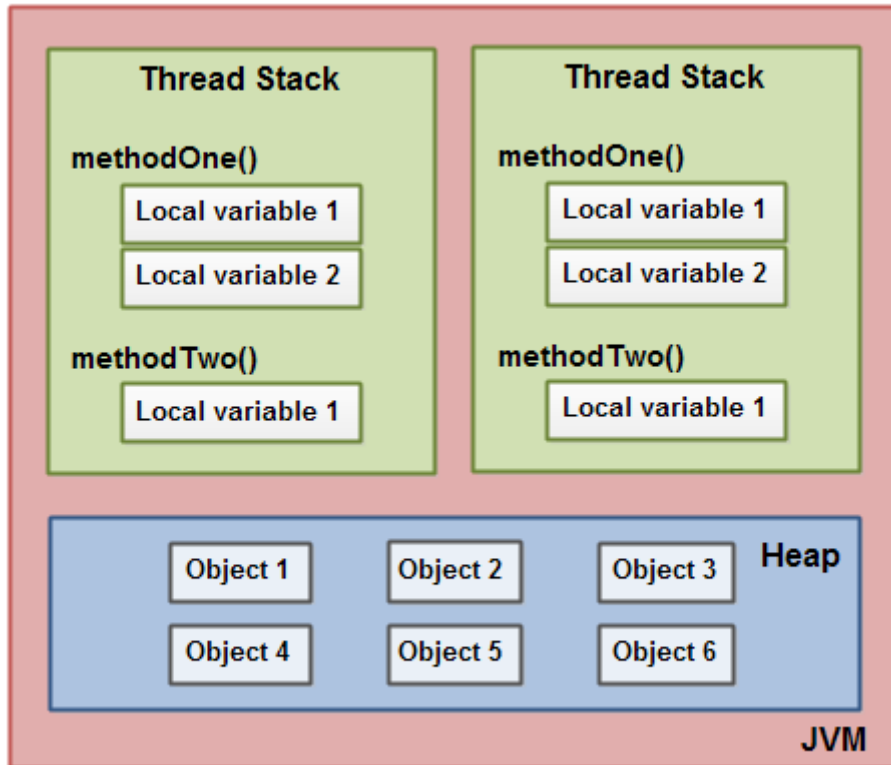 Thread Stack
methodOne()
Local variable 1
Local variable 2
methodTwo()
Local variable 1
Thread Stack
methodOne()
Local variable 1
Local variable 2
methodTwo()
Local variable 1
Heap
Object 1
Object 2
Object 3
Object 4
Object 5
Object 6
JVM